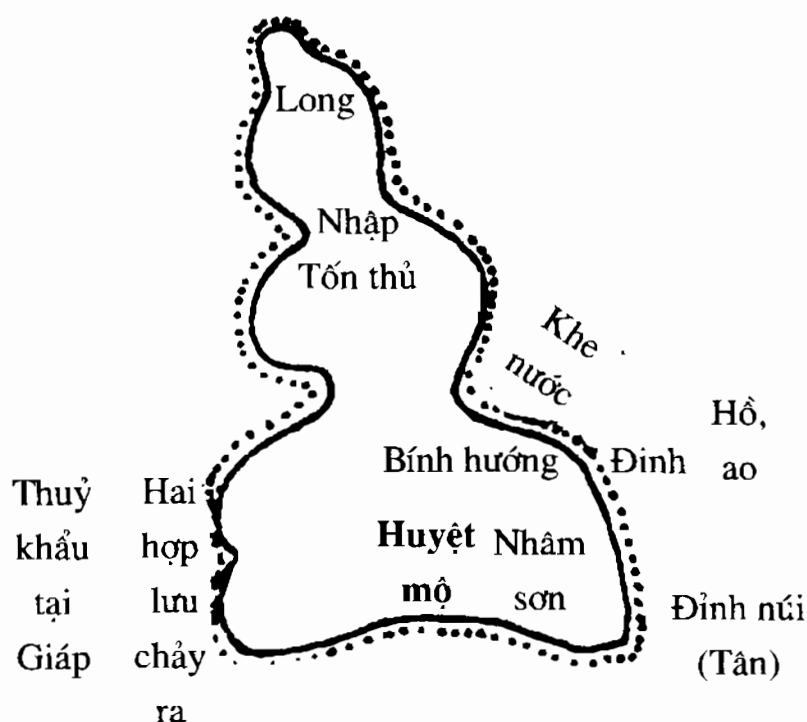 Long
Nhập
Tốn thủ
Khe
nước
Hồ,
ao
Bính hướng
Đinh
Thuỷ
khẩu
tại
Giáp
Hai
hợp
lưu
chảy
ra
Huyệt
mộ
Nhâm
sơn
Đỉnh núi
(Tân)